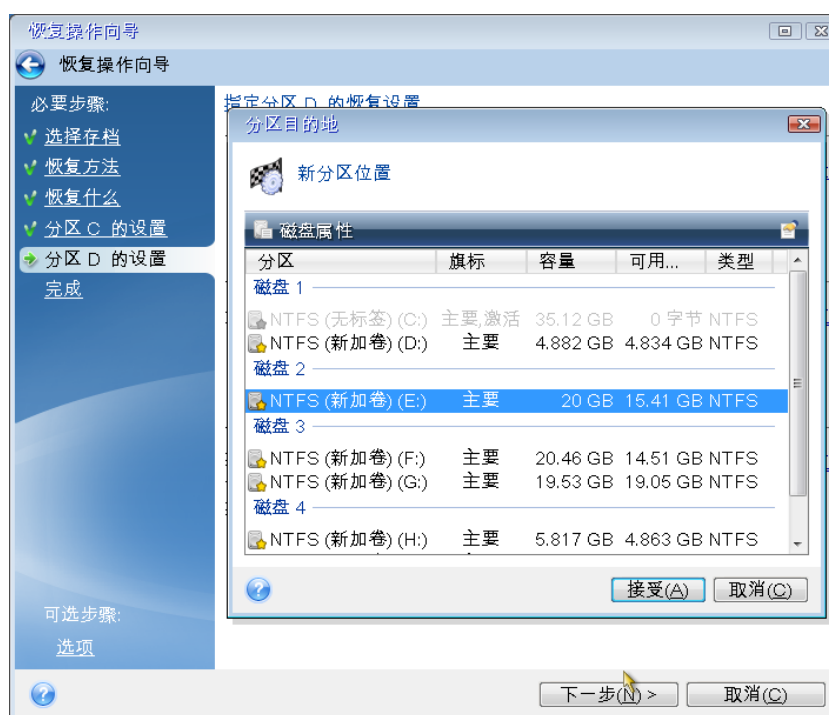 恢复操作向导
恢复操作向导
必要步骤:
选择存档
恢复方法
恢复什么
分区 C 的设置
分区 D 的设置
完成
可选步骤:
选项
指定分区 D 的恢复设置
分区目的地
新分区位置
磁盘属性
分区 旗标 容量 可用... 类型
磁盘 1
NTFS (无标签) (C:) 主要,激活 35.12 GB 0 字节 NTFS
NTFS (新加卷) (D:) 主要 4.882 GB 4.834 GB NTFS
磁盘 2
NTFS (新加卷) (E:) 主要 20 GB 15.41 GB NTFS
磁盘 3
NTFS (新加卷) (F:) 主要 20.46 GB 14.51 GB NTFS
NTFS (新加卷) (G:) 主要 19.53 GB 19.05 GB NTFS
磁盘 4
NTFS (新加卷) (H:) 主要 5.817 GB 4.863 GB NTFS
接受(A) 取消(C)
下一步(N) > 取消(C)